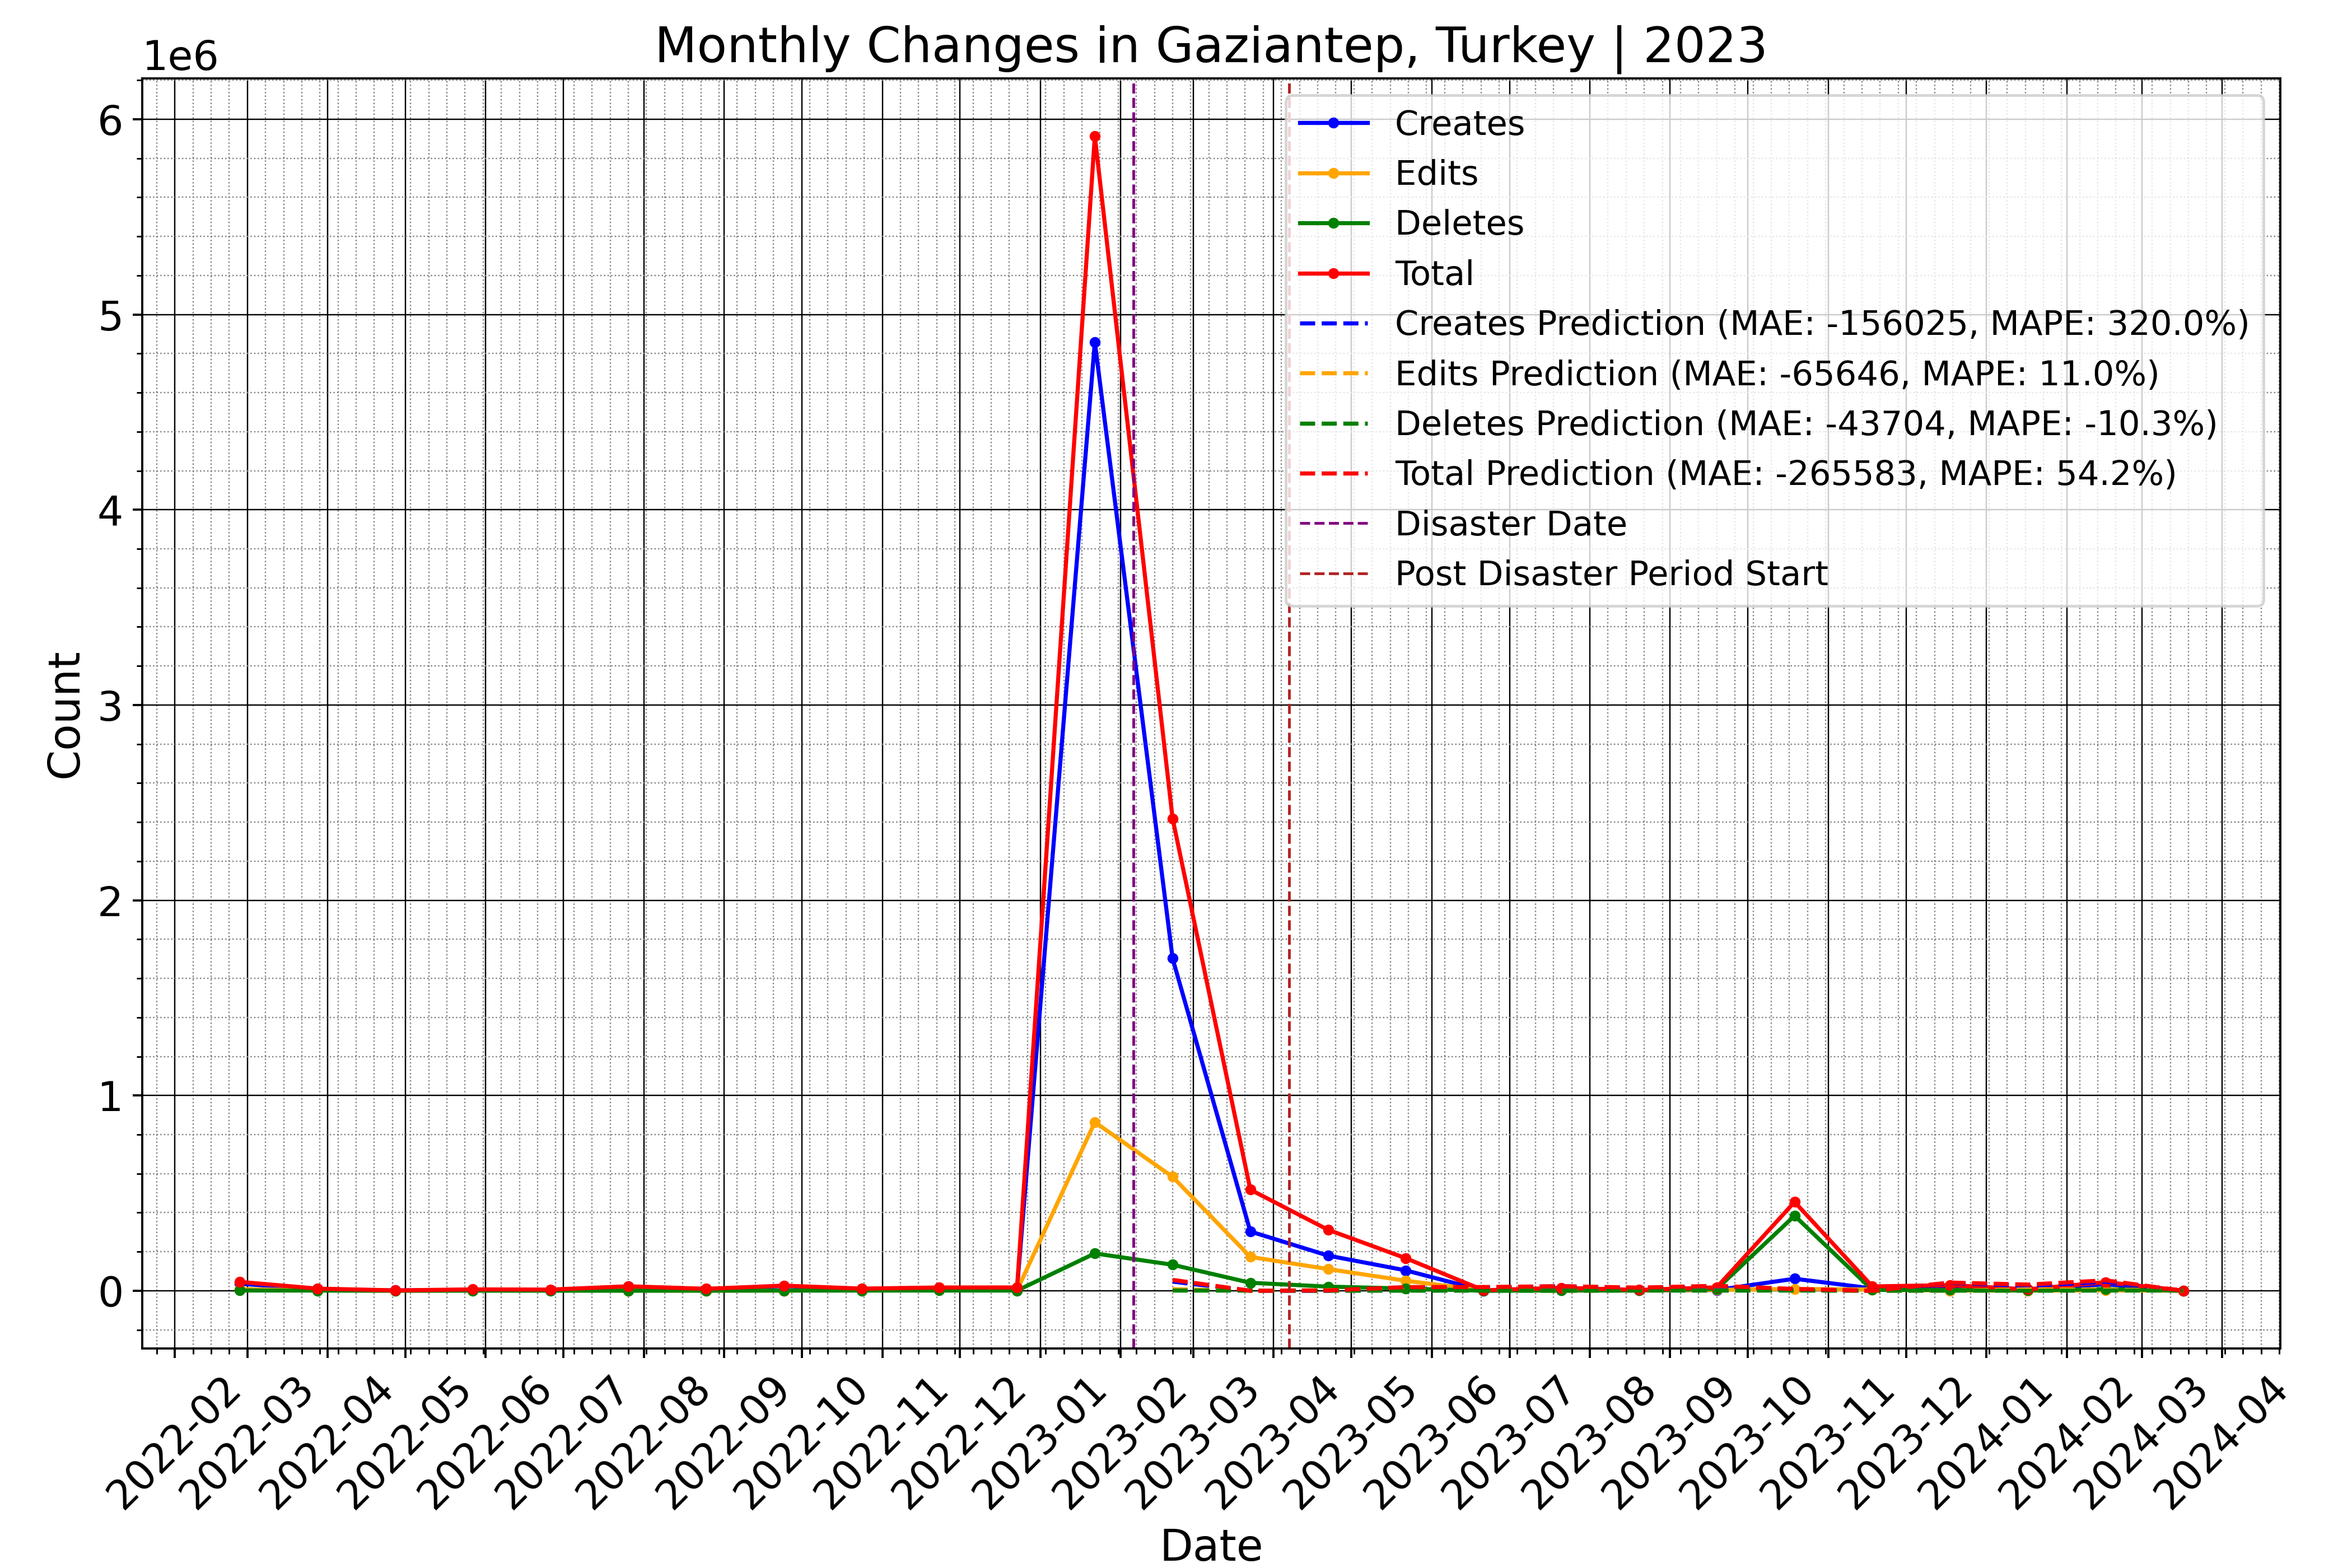 Monthly Changes in Gaziantep, Turkey | 2023
1e6
6
5
4
3
2
1
0
Count
Creates
Edits
Deletes
Total
Creates Prediction (MAE: -156025, MAPE: 320.0%)
Edits Prediction (MAE: -65646, MAPE: 11.0%)
Deletes Prediction (MAE: -43704, MAPE: -10.3%)
Total Prediction (MAE: -265583, MAPE: 54.2%)
Disaster Date
Post Disaster Period Start
2022-02
2022-03
2022-04
2022-05
2022-06
2022-07
2022-08
2022-09
2022-10
2022-11
2022-12
2023-01
2023-02
2023-03
2023-04
2023-05
2023-06
2023-07
2023-08
2023-09
2023-10
2023-11
2023-12
2024-01
2024-02
2024-03
2024-04
Date